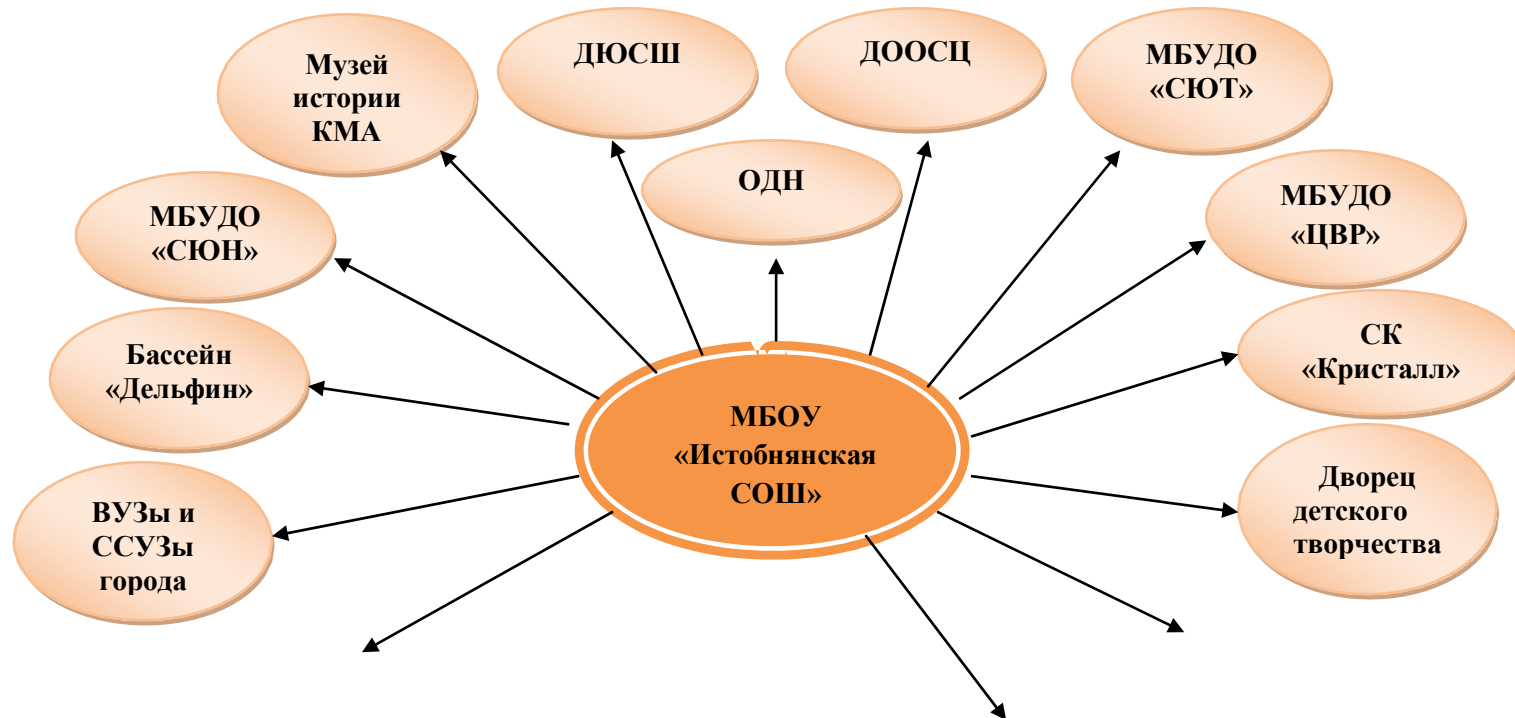 Музей
истории
КМА
ДЮСШ
ДООСЦ
МБУДО
«СЮТ»
ОДН
МБУДО
«СЮН»
МБУДО
«ЦВР»
Бассейн
«Дельфин»
СК
«Кристалл»
МБОУ
«Истобнянская
СОШ»
ВУЗы и
ССУЗы
города
Дворец
детского
творчества